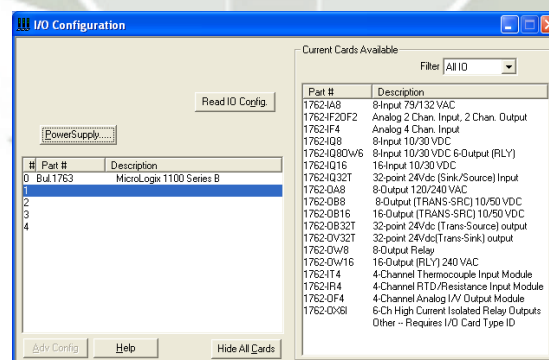 I/O Configuration
Current Cards Available
Filter All IO
Read IO Config.
PowerSupply.....
# Part # Description
0 Bul.1763 MicroLogix 1100 Series B
1
2
3
4
Adv Config Help Hide All Cards
Part # Description
1762-IA8 8-Input 79/132 VAC
1762-IF2OF2 Analog 2 Chan. Input, 2 Chan. Output
1762-IF4 Analog 4 Chan. Input
1762-IQ8 8-Input 10/30 VDC
1762-IQ8OW6 8-Input 10/30 VDC 6-Output (RLY)
1762-IQ16 16-Input 10/30 VDC
1762-IQ32T 32-point 24Vdc (Sink/Source) Input
1762-OA8 8-Output 120/240 VAC
1762-OB8 8-Output (TRANS-SRC) 10/50 VDC
1762-OB16 16-Output (TRANS-SRC) 10/50 VDC
1762-OB32T 32-point 24Vdc (Trans-Source) output
1762-OV32T 32-point 24Vdc(Trans-Sink) output
1762-OW8 8-Output Relay
1762-OW16 16-Output (RLY) 240 VAC
1762-IT4 4-Channel Thermocouple Input Module
1762-IR4 4-Channel RTD/Resistance Input Module
1762-OF4 4-Channel Analog I/V Output Module
1762-OX6I 6-Ch High Current Isolated Relay Outputs
Other -- Requires I/O Card Type ID